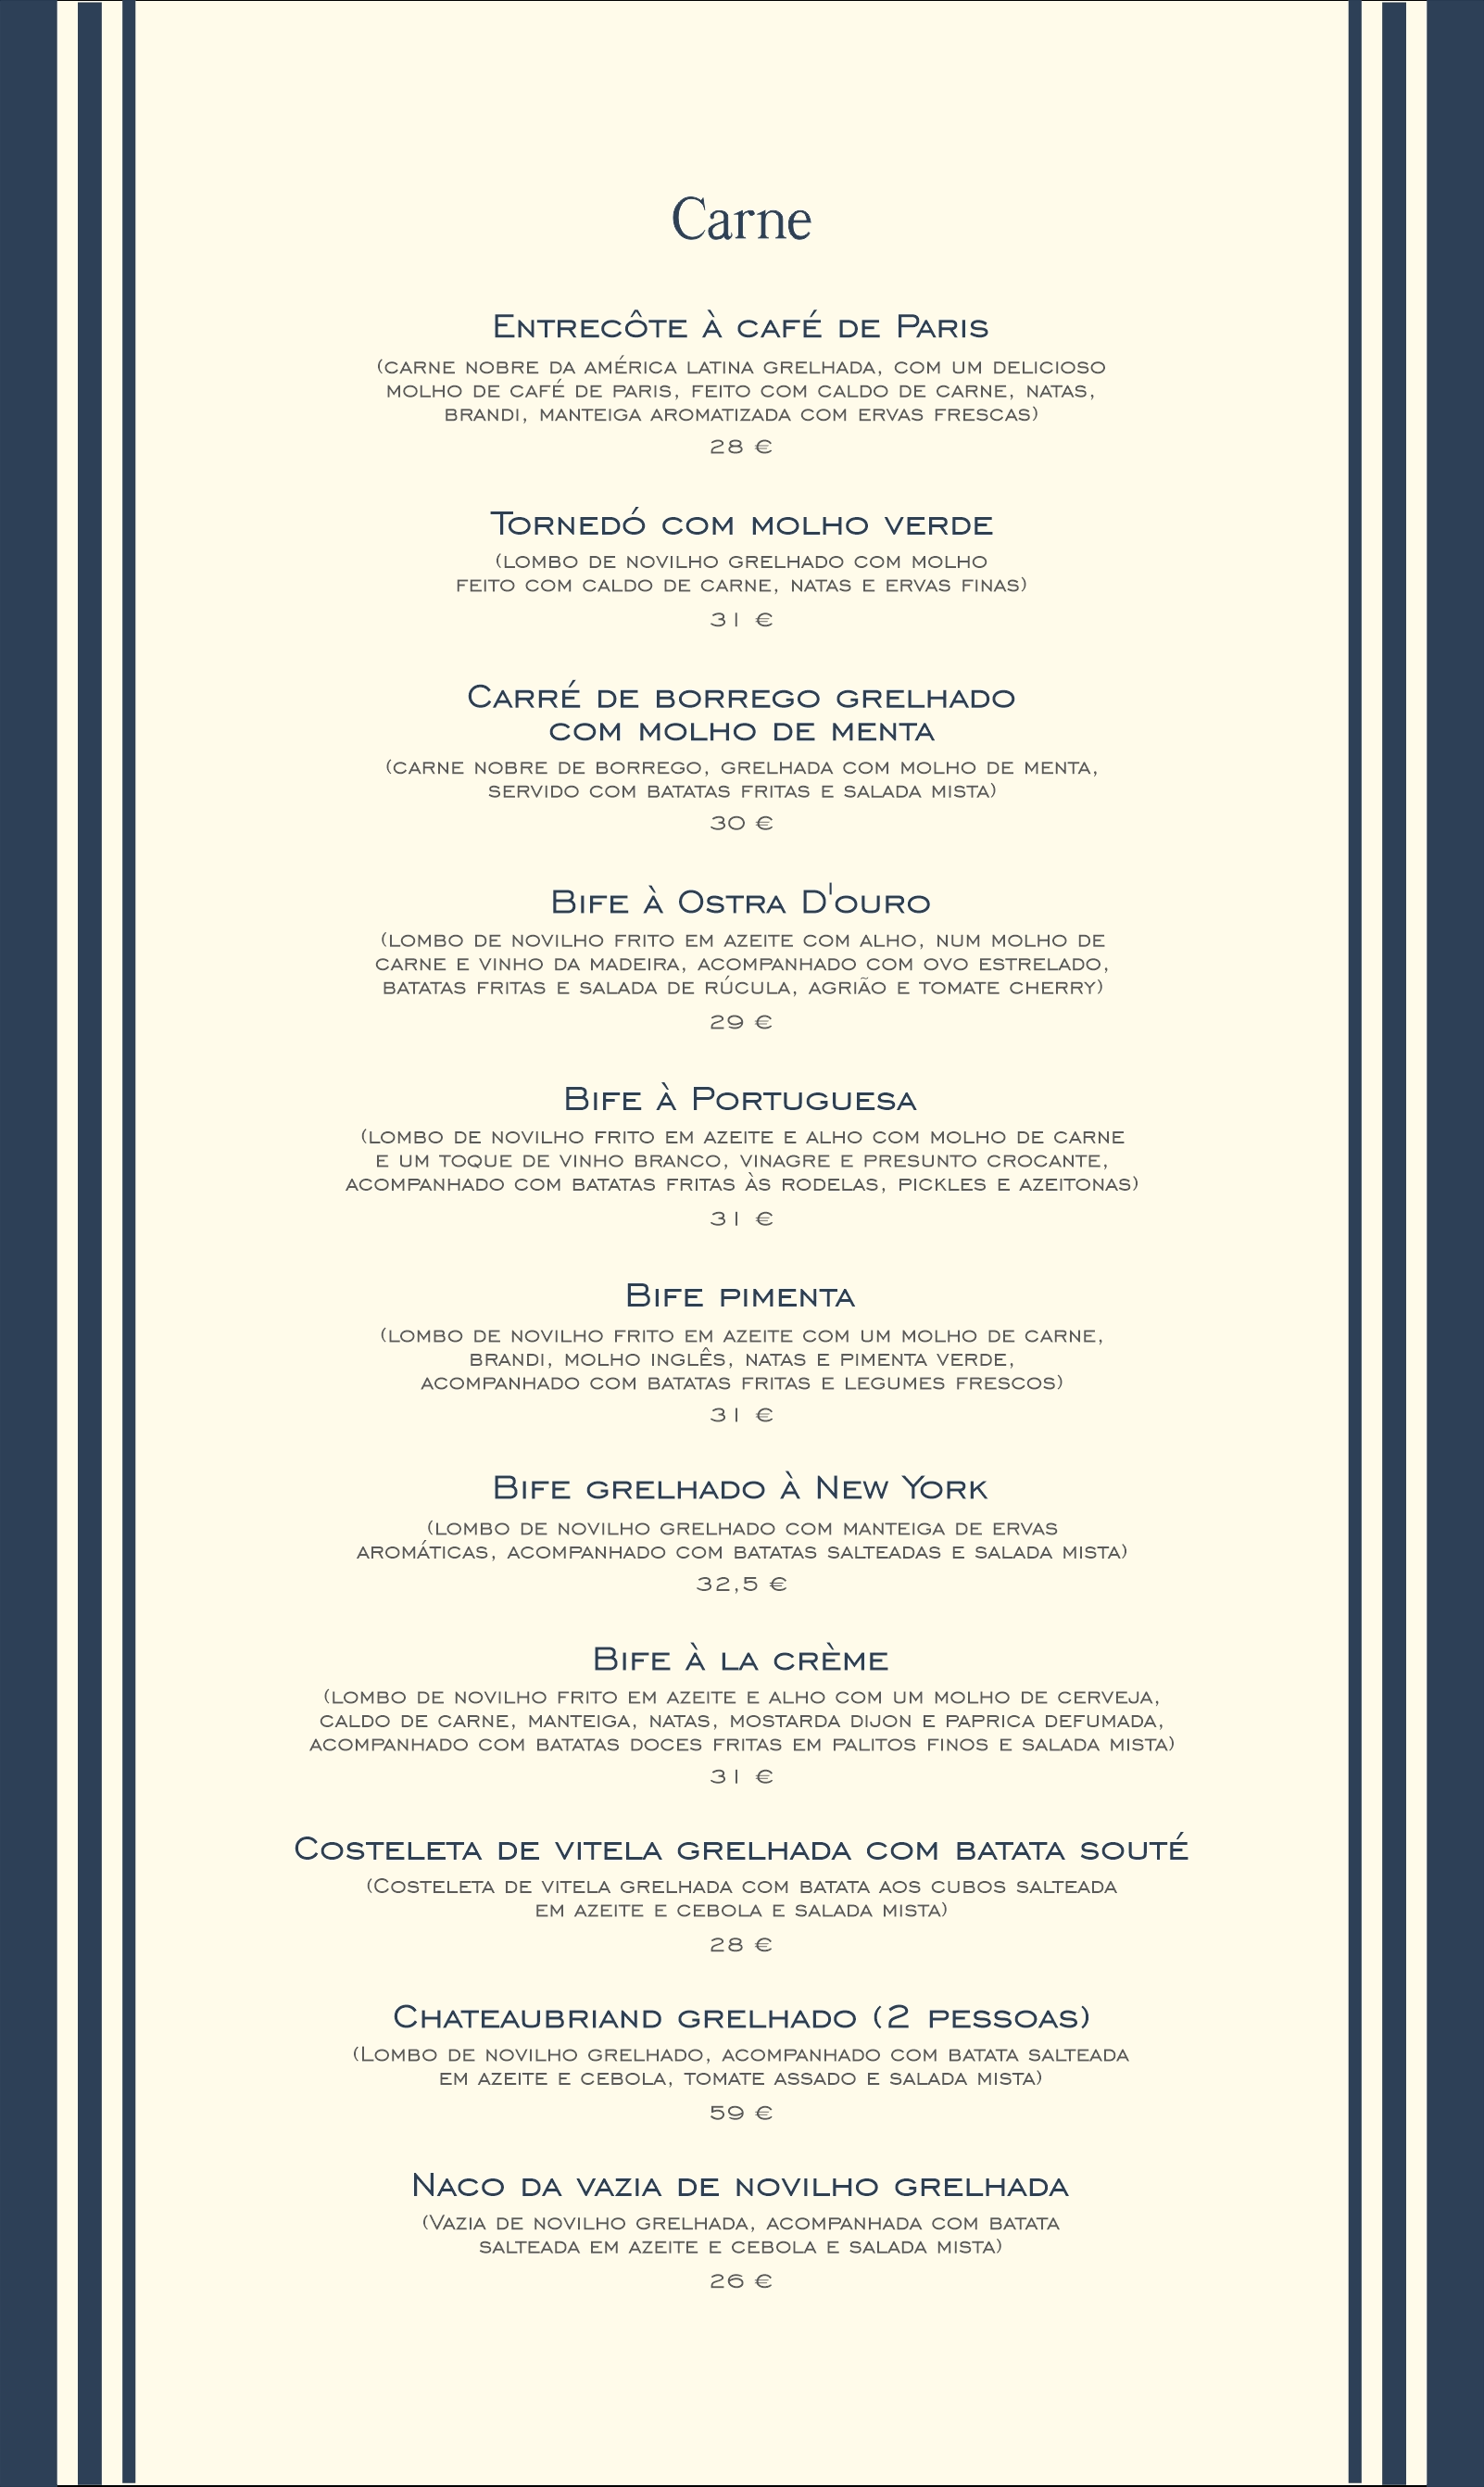 Carne
Entrecôte à café de Paris
(carne nobre da América Latina grelhada, com um delicioso
molho de café de Paris, feito com caldo de carne, natas,
brandi, manteiga aromatizada com ervas frescas)
28 €
Tornedó com molho verde
(lombo de novilho grelhado com molho
feito com caldo de carne, natas e ervas finas)
31 €
Carré de borrego grelhado
com molho de menta
(carne nobre de borrego, grelhada com molho de menta,
servido com batatas fritas e salada mista)
30 €
Bife à Ostra D'ouro
(lombo de novilho frito em azeite com alho, num molho de
carne e vinho da madeira, acompanhado com ovo estrelado,
batatas fritas e salada de rúcula, agrião e tomate cherry)
29 €
Bife à Portuguesa
(lombo de novilho frito em azeite e alho com molho de carne
e um toque de vinho branco, vinagre e presunto crocante,
acompanhado com batatas fritas às rodelas, pickles e azeitonas)
31 €
Bife pimenta
(lombo de novilho frito em azeite com um molho de carne,
brandi, molho inglês, natas e pimenta verde,
acompanhado com batatas fritas e legumes frescos)
31 €
Bife grelhado à New York
(lombo de novilho grelhado com manteiga de ervas
aromáticas, acompanhado com batatas salteadas e salada mista)
32,5 €
Bife à la crème
(lombo de novilho frito em azeite e alho com um molho de cerveja,
caldo de carne, manteiga, natas, mostarda dijon e paprica defumada,
acompanhado com batatas doces fritas em palitos finos e salada mista)
31 €
Costeleta de vitela grelhada com batata souté
(Costeleta de vitela grelhada com batata aos cubos salteada
em azeite e cebola e salada mista)
28 €
Chateaubriand grelhado (2 pessoas)
(Lombo de novilho grelhado, acompanhado com batata salteada
em azeite e cebola, tomate assado e salada mista)
59 €
Naco da vazia de novilho grelhada
(Vazia de novilho grelhada, acompanhada com batata
salteada em azeite e cebola e salada mista)
26 €